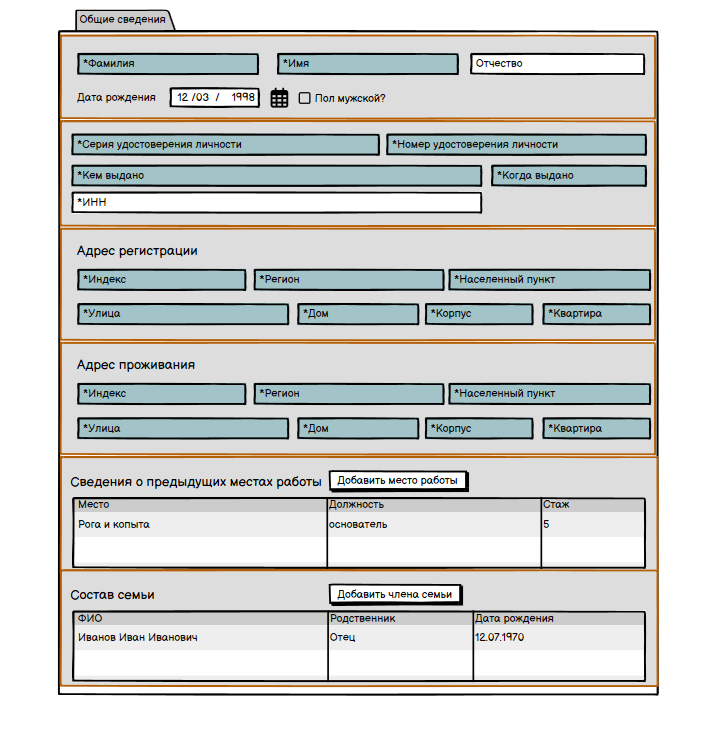 Общие сведения
*Фамилия *Имя Отчество
Дата рождения 12 /03 / 1998 Пол мужской?
*Серия удостоверения личности *Номер удостоверения личности
*Кем выдано *Когда выдано
*ИНН
Адрес регистрации
*Индекс *Регион *Населенный пункт
*Улица *Дом *Корпус *Квартира
Адрес проживания
*Индекс *Регион *Населенный пункт
*Улица *Дом *Корпус *Квартира
Сведения о предыдущих местах работы Добавить место работы
Место Должность Стаж
Рога и копыта основатель 5
Состав семьи Добавить члена семьи
ФИО Родственник Дата рождения
Иванов Иван Иванович Отец 12.07.1970